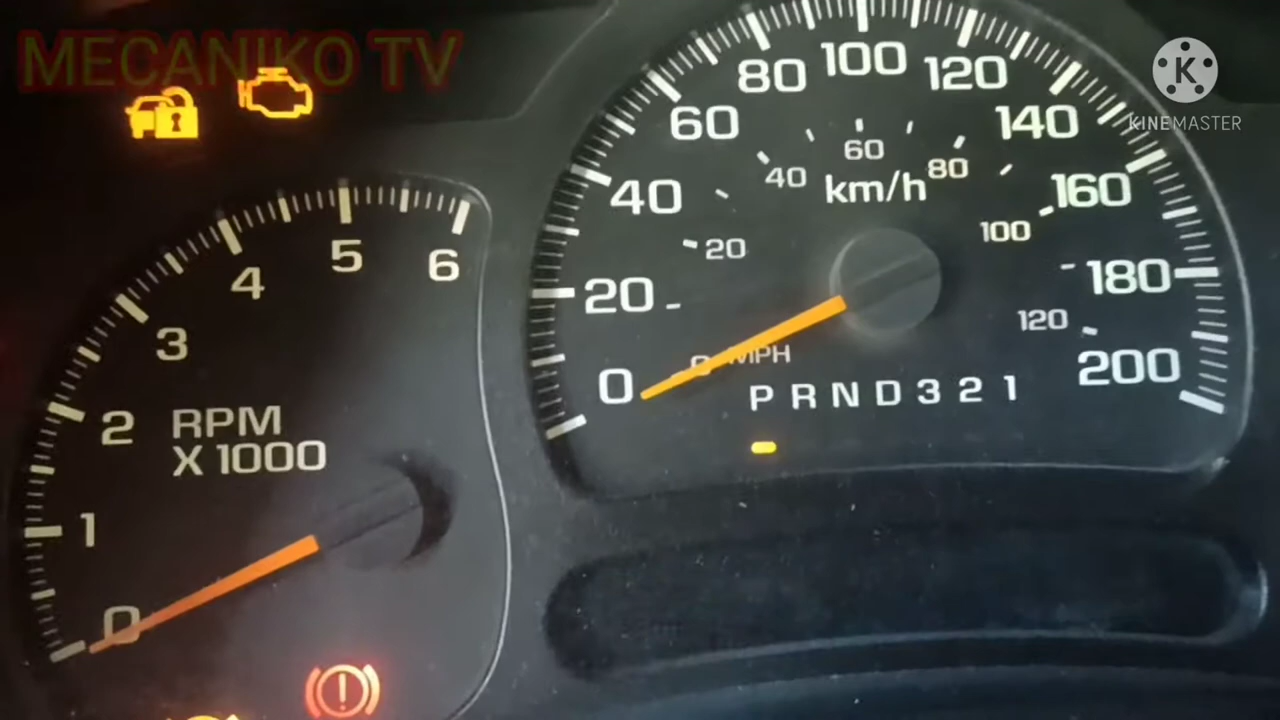 MECANIKO TV
K
KINEMASTER
0 1 2 3 4 5 6
RPM
X 1000
0 20 40 60 80 100 120 140 160 180 200
km/h
0 20 40 60 80 100 120
MPH
P R N D 3 2 1
!